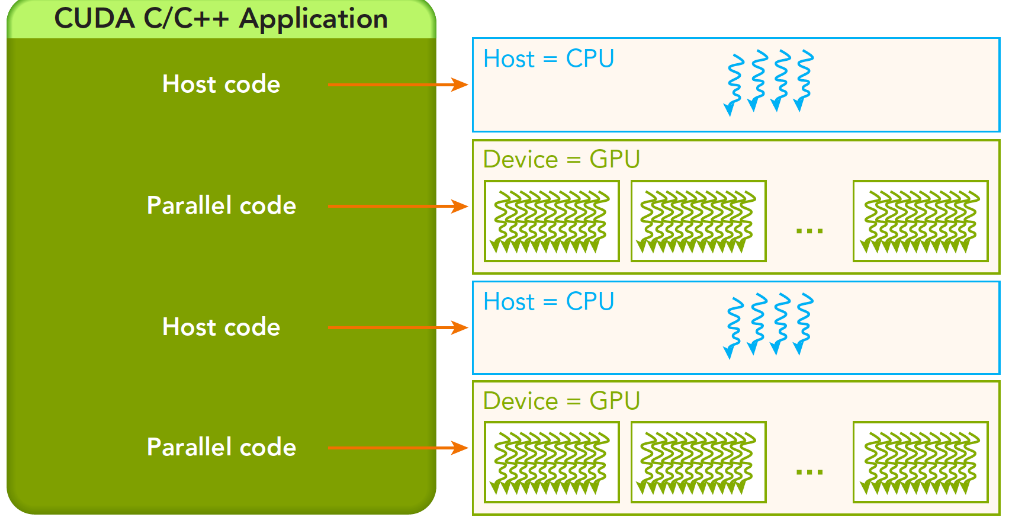 CUDA C/C++ Application
Host code
Host = CPU
Parallel code
Device = GPU
...
Host code
Host = CPU
Parallel code
Device = GPU
...